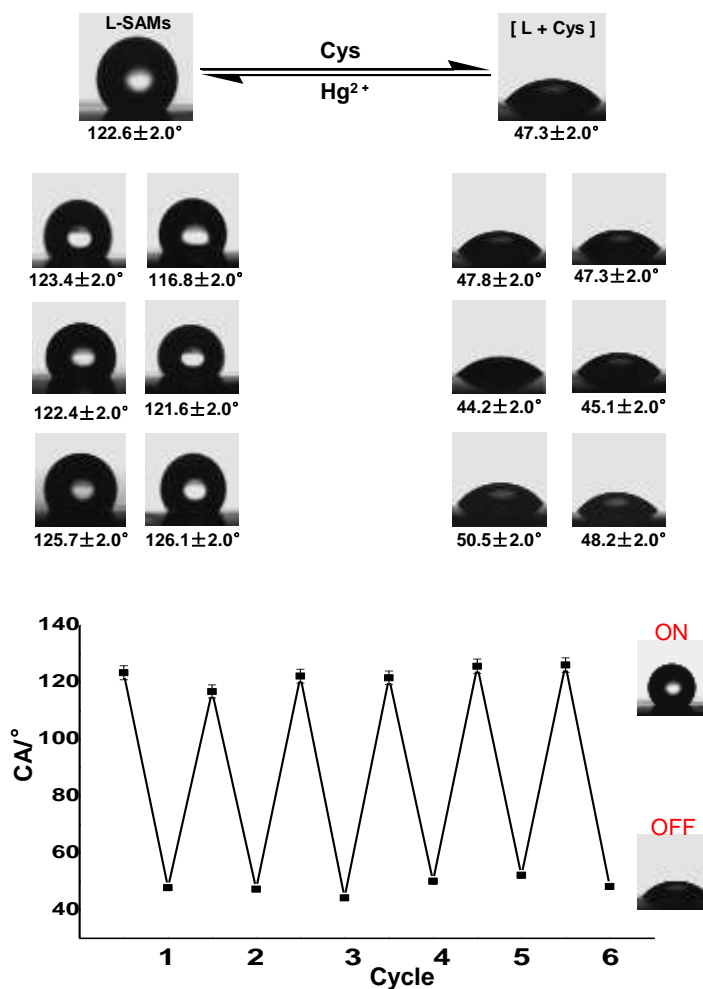 L-SAMs
Cys
Hg²⁺
[ L + Cys ]
122.6±2.0°
47.3±2.0°
123.4±2.0° 116.8±2.0°
47.8±2.0° 47.3±2.0°
122.4±2.0° 121.6±2.0°
44.2±2.0° 45.1±2.0°
125.7±2.0° 126.1±2.0°
50.5±2.0° 48.2±2.0°
140
120
100
80
60
40
CA/°
1 2 3 4 5 6
Cycle
ON
OFF